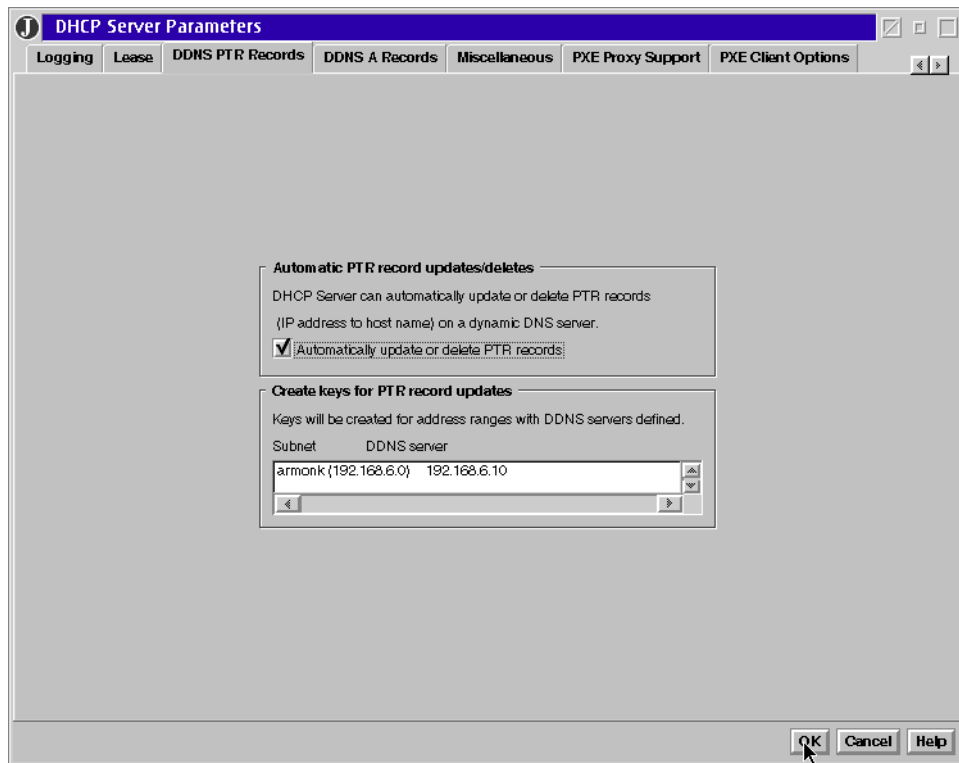 J DHCP Server Parameters
Logging Lease DDNS PTR Records DDNS A Records Miscellaneous PXE Proxy Support PXE Client Options
Automatic PTR record updates/deletes
DHCP Server can automatically update or delete PTR records
(IP address to host name) on a dynamic DNS server.
Automatically update or delete PTR records
Create keys for PTR record updates
Keys will be created for address ranges with DDNS servers defined.
Subnet DDNS server
armonk (192.168.6.0) 192.168.6.10
OK Cancel Help